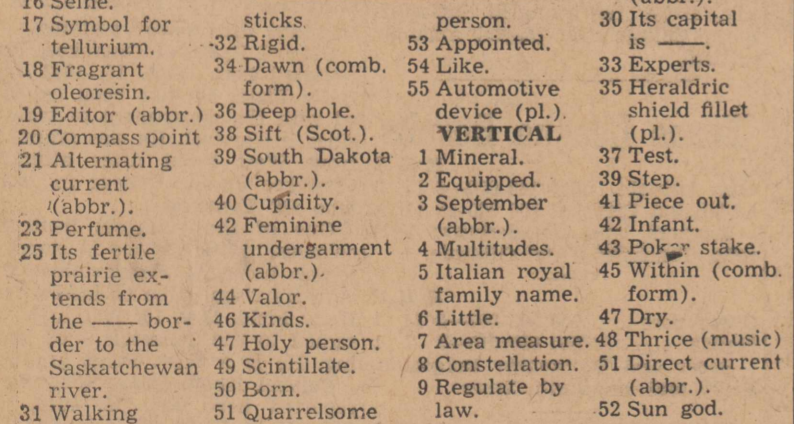 16 Seine.
17 Symbol for
tellurium.
18 Fragrant
oleoresin.
19 Editor (abbr.)
20 Compass point
21 Alternating
current
(abbr.).
23 Perfume.
25 Its fertile
prairie ex-
tends from
the —— bor-
der to the
Saskatchewan
river.
31 Walking
sticks.
32 Rigid.
34 Dawn (comb.
form).
36 Deep hole.
38 Sift (Scot.).
39 South Dakota
(abbr.).
40 Cupidity.
42 Feminine
undergarment
(abbr.).
44 Valor.
46 Kinds.
47 Holy person.
49 Scintillate.
50 Born.
51 Quarrelsome
person.
53 Appointed.
54 Like.
55 Automotive
device (pl.).
VERTICAL
1 Mineral.
2 Equipped.
3 September
(abbr.).
4 Multitudes.
5 Italian royal
family name.
6 Little.
7 Area measure.
8 Constellation.
9 Regulate by
law.
(abbr.).
30 Its capital
is ——.
33 Experts.
35 Heraldric
shield fillet
(pl.).
37 Test.
39 Step.
41 Piece out.
42 Infant.
43 Poker stake.
45 Within (comb.
form).
47 Dry.
48 Thrice (music)
51 Direct current
(abbr.).
52 Sun god.